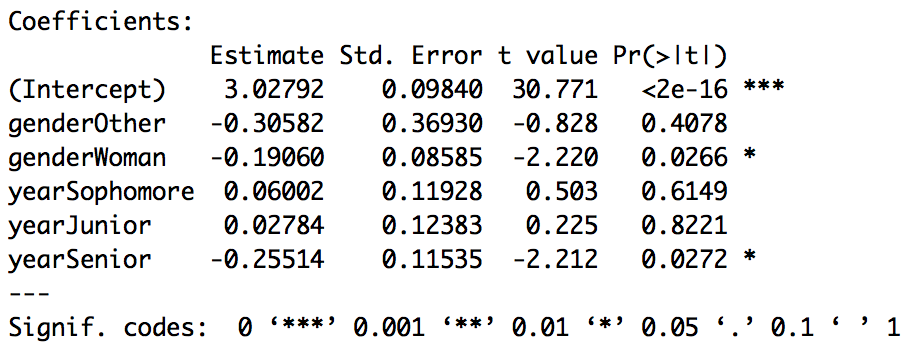 Coefficients:
Estimate Std. Error t value Pr(>|t|)
(Intercept) 3.02792 0.09840 30.771 <2e-16 ***
genderOther -0.30582 0.36930 -0.828 0.4078
genderWoman -0.19060 0.08585 -2.220 0.0266 *
yearSophomore 0.06002 0.11928 0.503 0.6149
yearJunior 0.02784 0.12383 0.225 0.8221
yearSenior -0.25514 0.11535 -2.212 0.0272 *
---
Signif. codes: 0 ‘***’ 0.001 ‘**’ 0.01 ‘*’ 0.05 ‘.’ 0.1 ‘ ’ 1